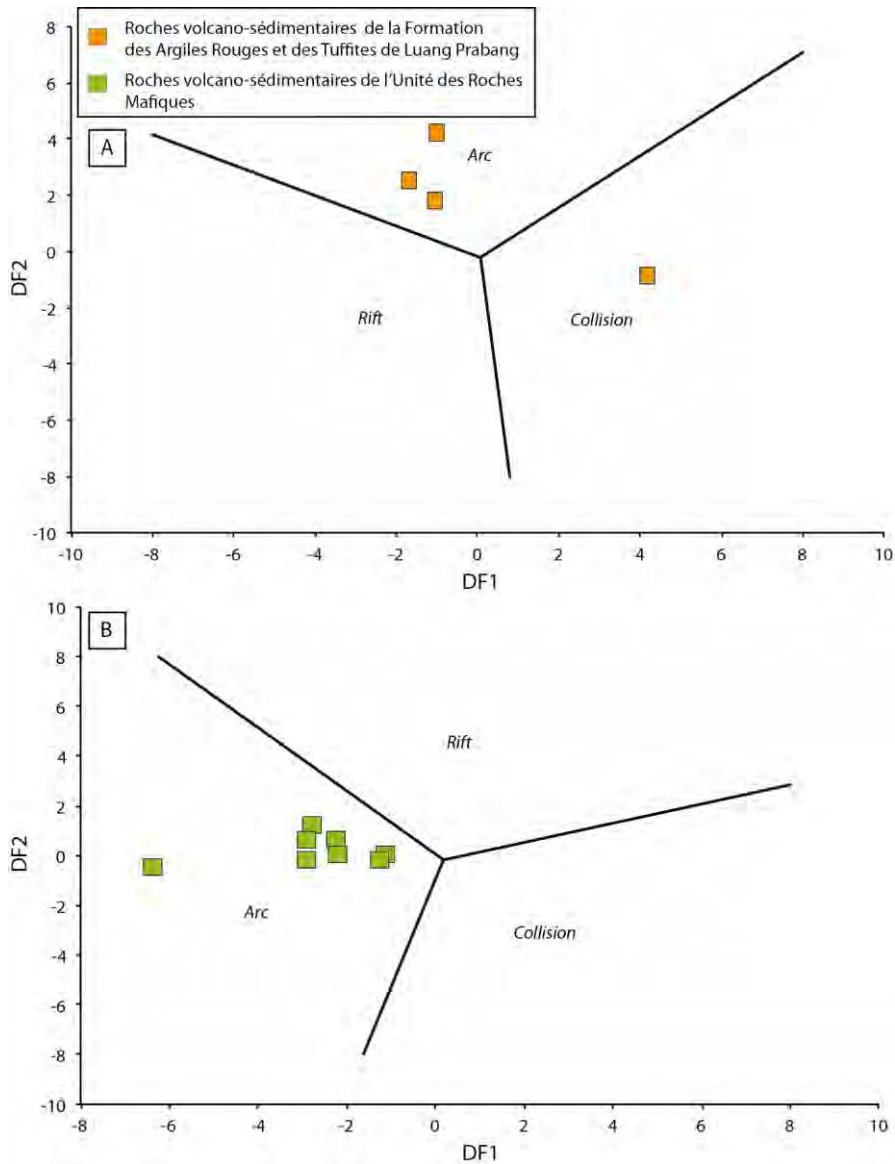 Roches volcano-sédimentaires de la Formation
des Argiles Rouges et des Tuffites de Luang Prabang
Roches volcano-sédimentaires de l'Unité des Roches
Mafiques
8
6
4
2
0
-2
-4
-6
-8
-10
DF2
A
Arc
Rift
Collision
-10
-8
-6
-4
-2
0
2
4
6
8
10
DF1
10
8
6
4
2
0
-2
-4
-6
-8
-10
DF2
B
Rift
Arc
Collision
-8
-6
-4
-2
0
2
4
6
8
10
DF1